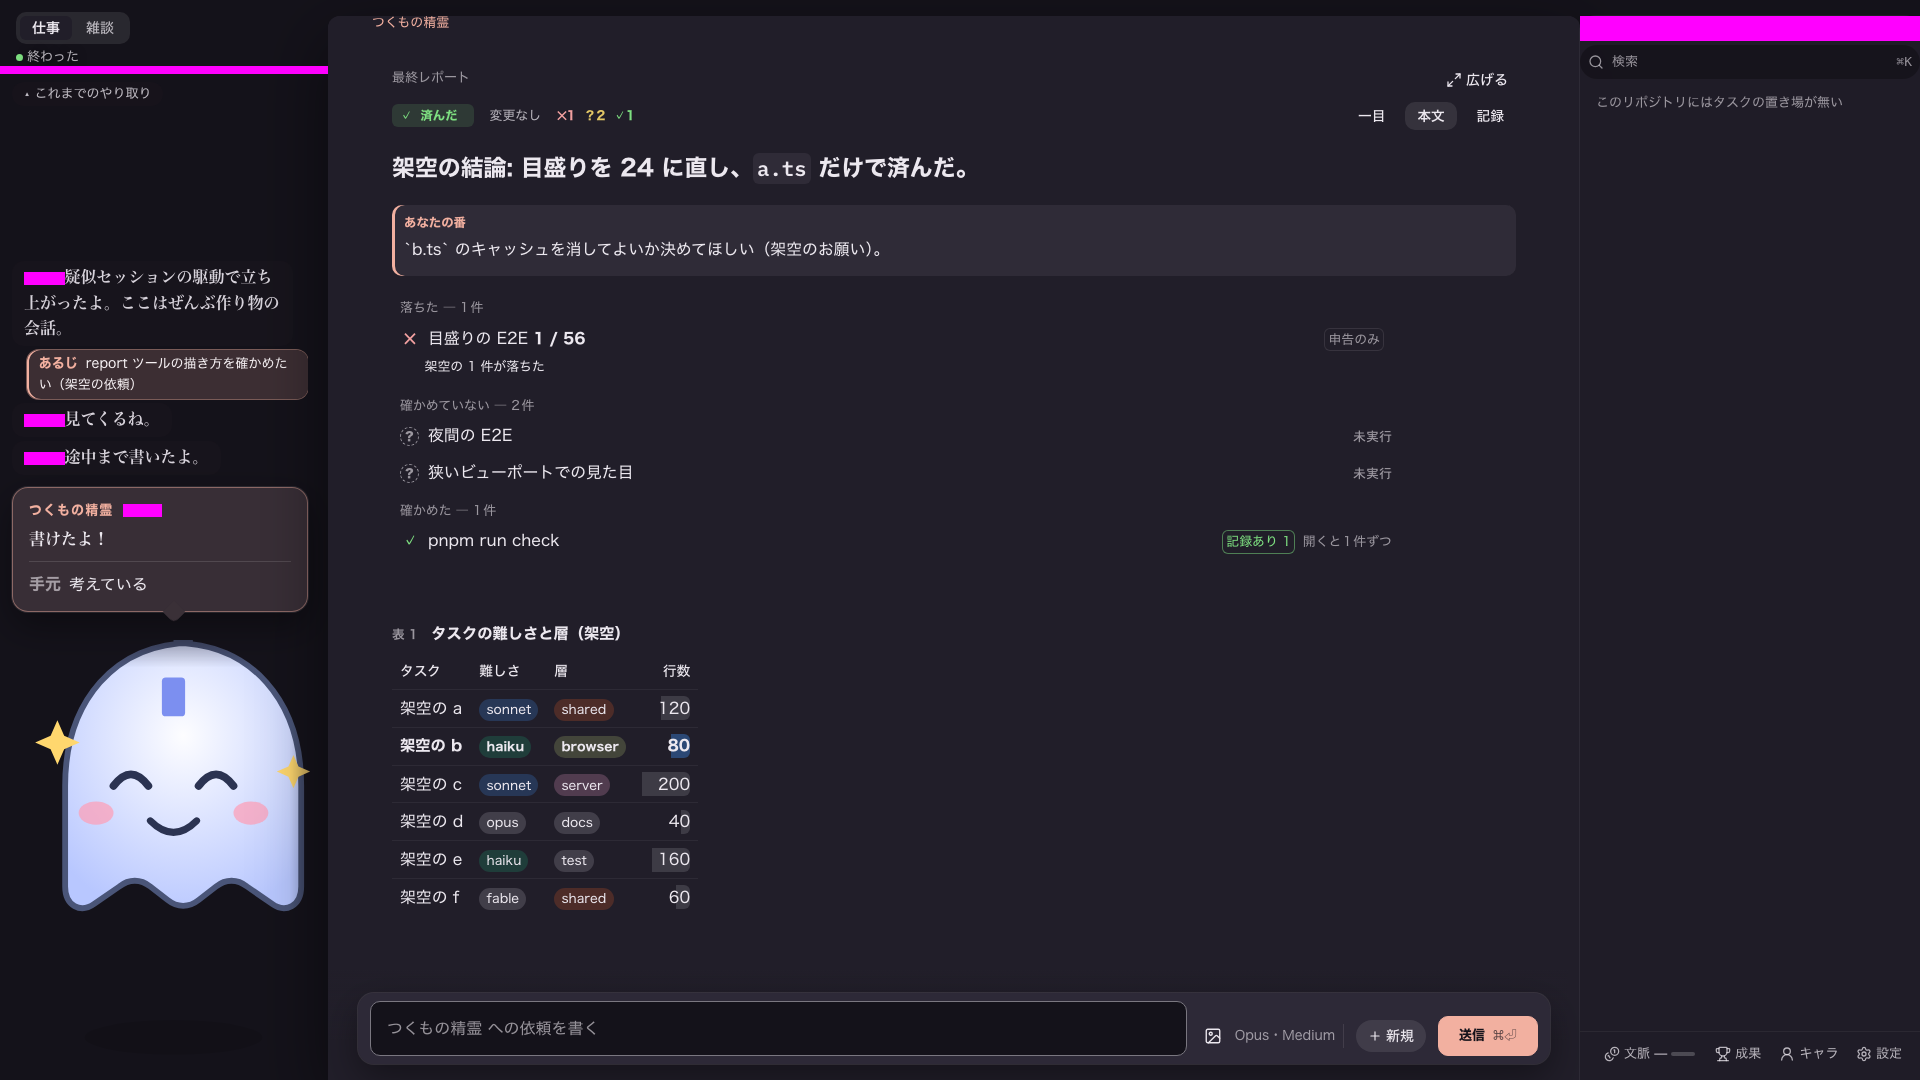 仕事 雑談
終わった
これまでのやり取り
疑似セッションの駆動で立ち
上がったよ。ここはぜんぶ作り物の
会話。
あるじ report ツールの描き方を確かめた
い（架空の依頼）
見てくるね。
途中まで書いたよ。
つくもの精霊
書けたよ！
手元 考えている
つくもの精霊
最終レポート
広げる
✓ 済んだ 変更なし ✕1 ?2 ✓1
一目 本文 記録
架空の結論: 目盛りを 24 に直し、a.ts だけで済んだ。
あなたの番
`b.ts` のキャッシュを消してよいか決めてほしい（架空のお願い）。
落ちた — 1件
✕ 目盛りの E2E 1 / 56 申告のみ
架空の 1 件が落ちた
確かめていない — 2件
? 夜間の E2E 未実行
? 狭いビューポートでの見た目 未実行
確かめた — 1件
✓ pnpm run check 記録あり 1 開くと1件ずつ
表 1 タスクの難しさと層（架空）
タスク 難しさ 層 行数
架空の a sonnet shared 120
架空の b haiku browser 80
架空の c sonnet server 200
架空の d opus docs 40
架空の e haiku test 160
架空の f fable shared 60
つくもの精霊 への依頼を書く
Opus・Medium
+ 新規
送信 ⌘⏎
検索 ⌘K
このリポジトリにはタスクの置き場が無い
文脈 — 成果 キャラ 設定